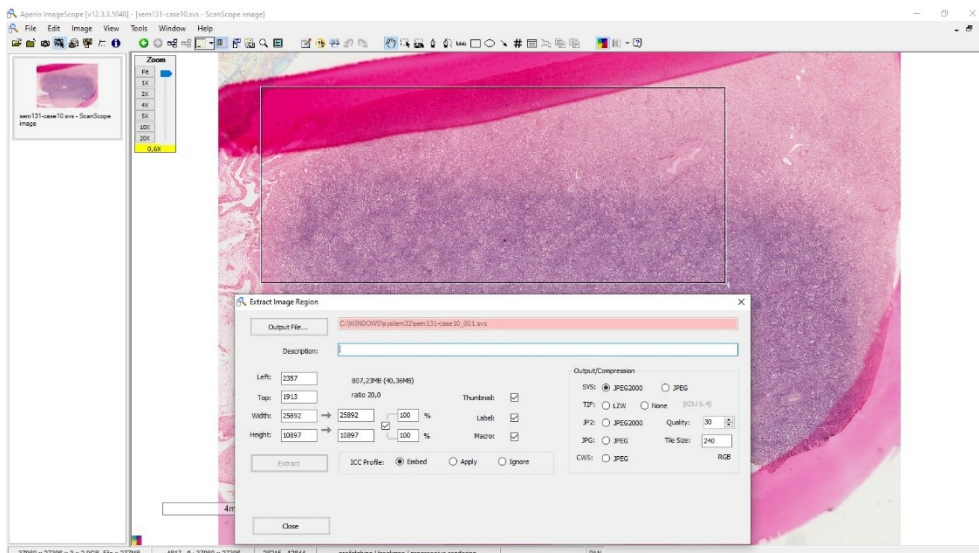 Aperio ImageScope [v12.3.3.5048] - [sem131-case10.svs - ScanScope image]
File Edit Image View Tools Window Help
Zoom
Fit
1X
2X
4X
5X
10X
20X
0,6X
sem131-case10.svs - ScanScope
image
Extract Image Region
Output File...
C:\WINDOWS\system32\sem131-case10_001.svs
Description:
Left: 2357
Top: 1913
Width: 25892
Height: 10897
807,23MB (40,36MB)
ratio 20,0
25892 100 %
10897 100 %
Thumbnail:
Label:
Macro:
ICC Profile: Embed Apply Ignore
Output/Compression
SVS: JPEG2000 JPEG
TIF: LZW None (KDU 6.4)
JP2: JPEG2000 Quality: 30
JPG: JPEG Tile Size: 240
CWS: JPEG RGB
Extract
Close
4m